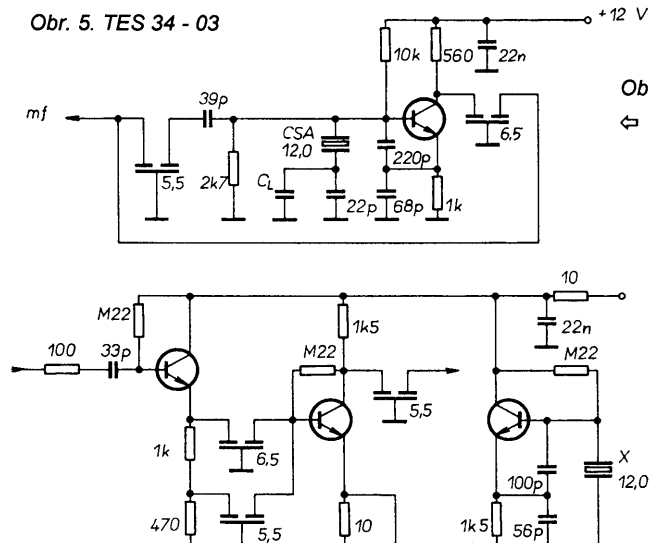 Obr. 5. TES 34 - 03
+12 V
10k
560
22n
Ob
mf
39p
CSA
12,0
220p
6,5
5,5
2k7
CL
22p
68p
1k
10
M22
1k5
22n
100
33p
M22
M22
5,5
1k
6,5
100p
X
12,0
470
5,5
10
1k5
56p